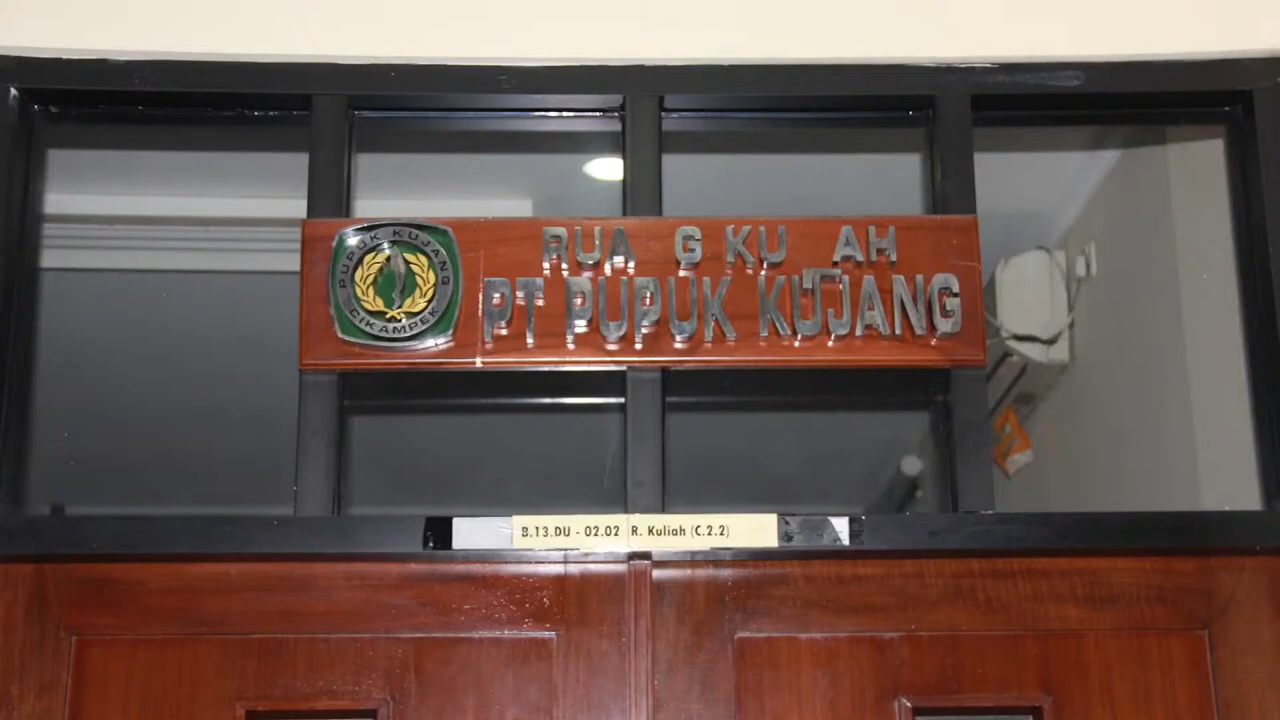 PUPUK KUJANG
CIKAMPEK
RUA G KU AH
PT PUPUK KUJANG
B.13.DU - 02.02 R. Kuliah (C.2.2)